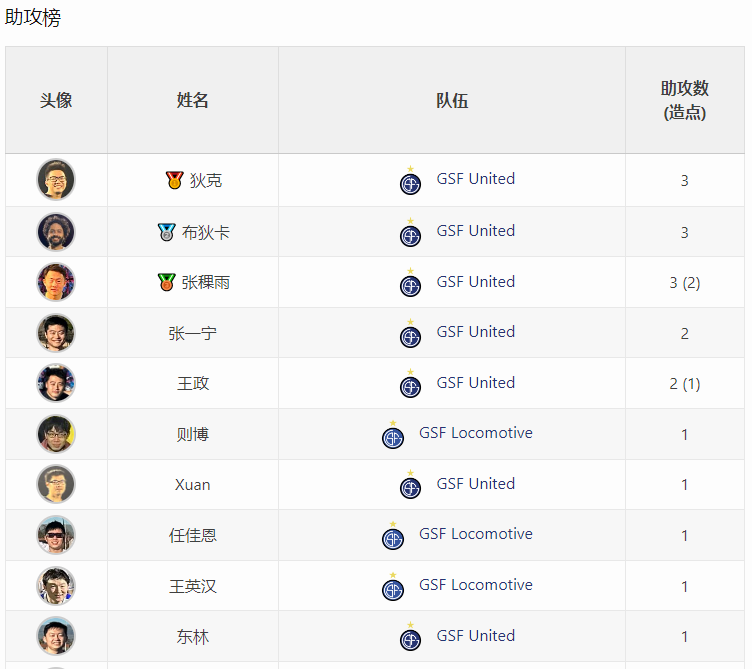 助攻榜
头像 姓名 队伍 助攻数
(造点)
狄克 GSF United 3
布狄卡 GSF United 3
张稞雨 GSF United 3 (2)
张一宁 GSF United 2
王政 GSF United 2 (1)
则博 GSF Locomotive 1
Xuan GSF United 1
任佳恩 GSF Locomotive 1
王英汉 GSF Locomotive 1
东林 GSF United 1